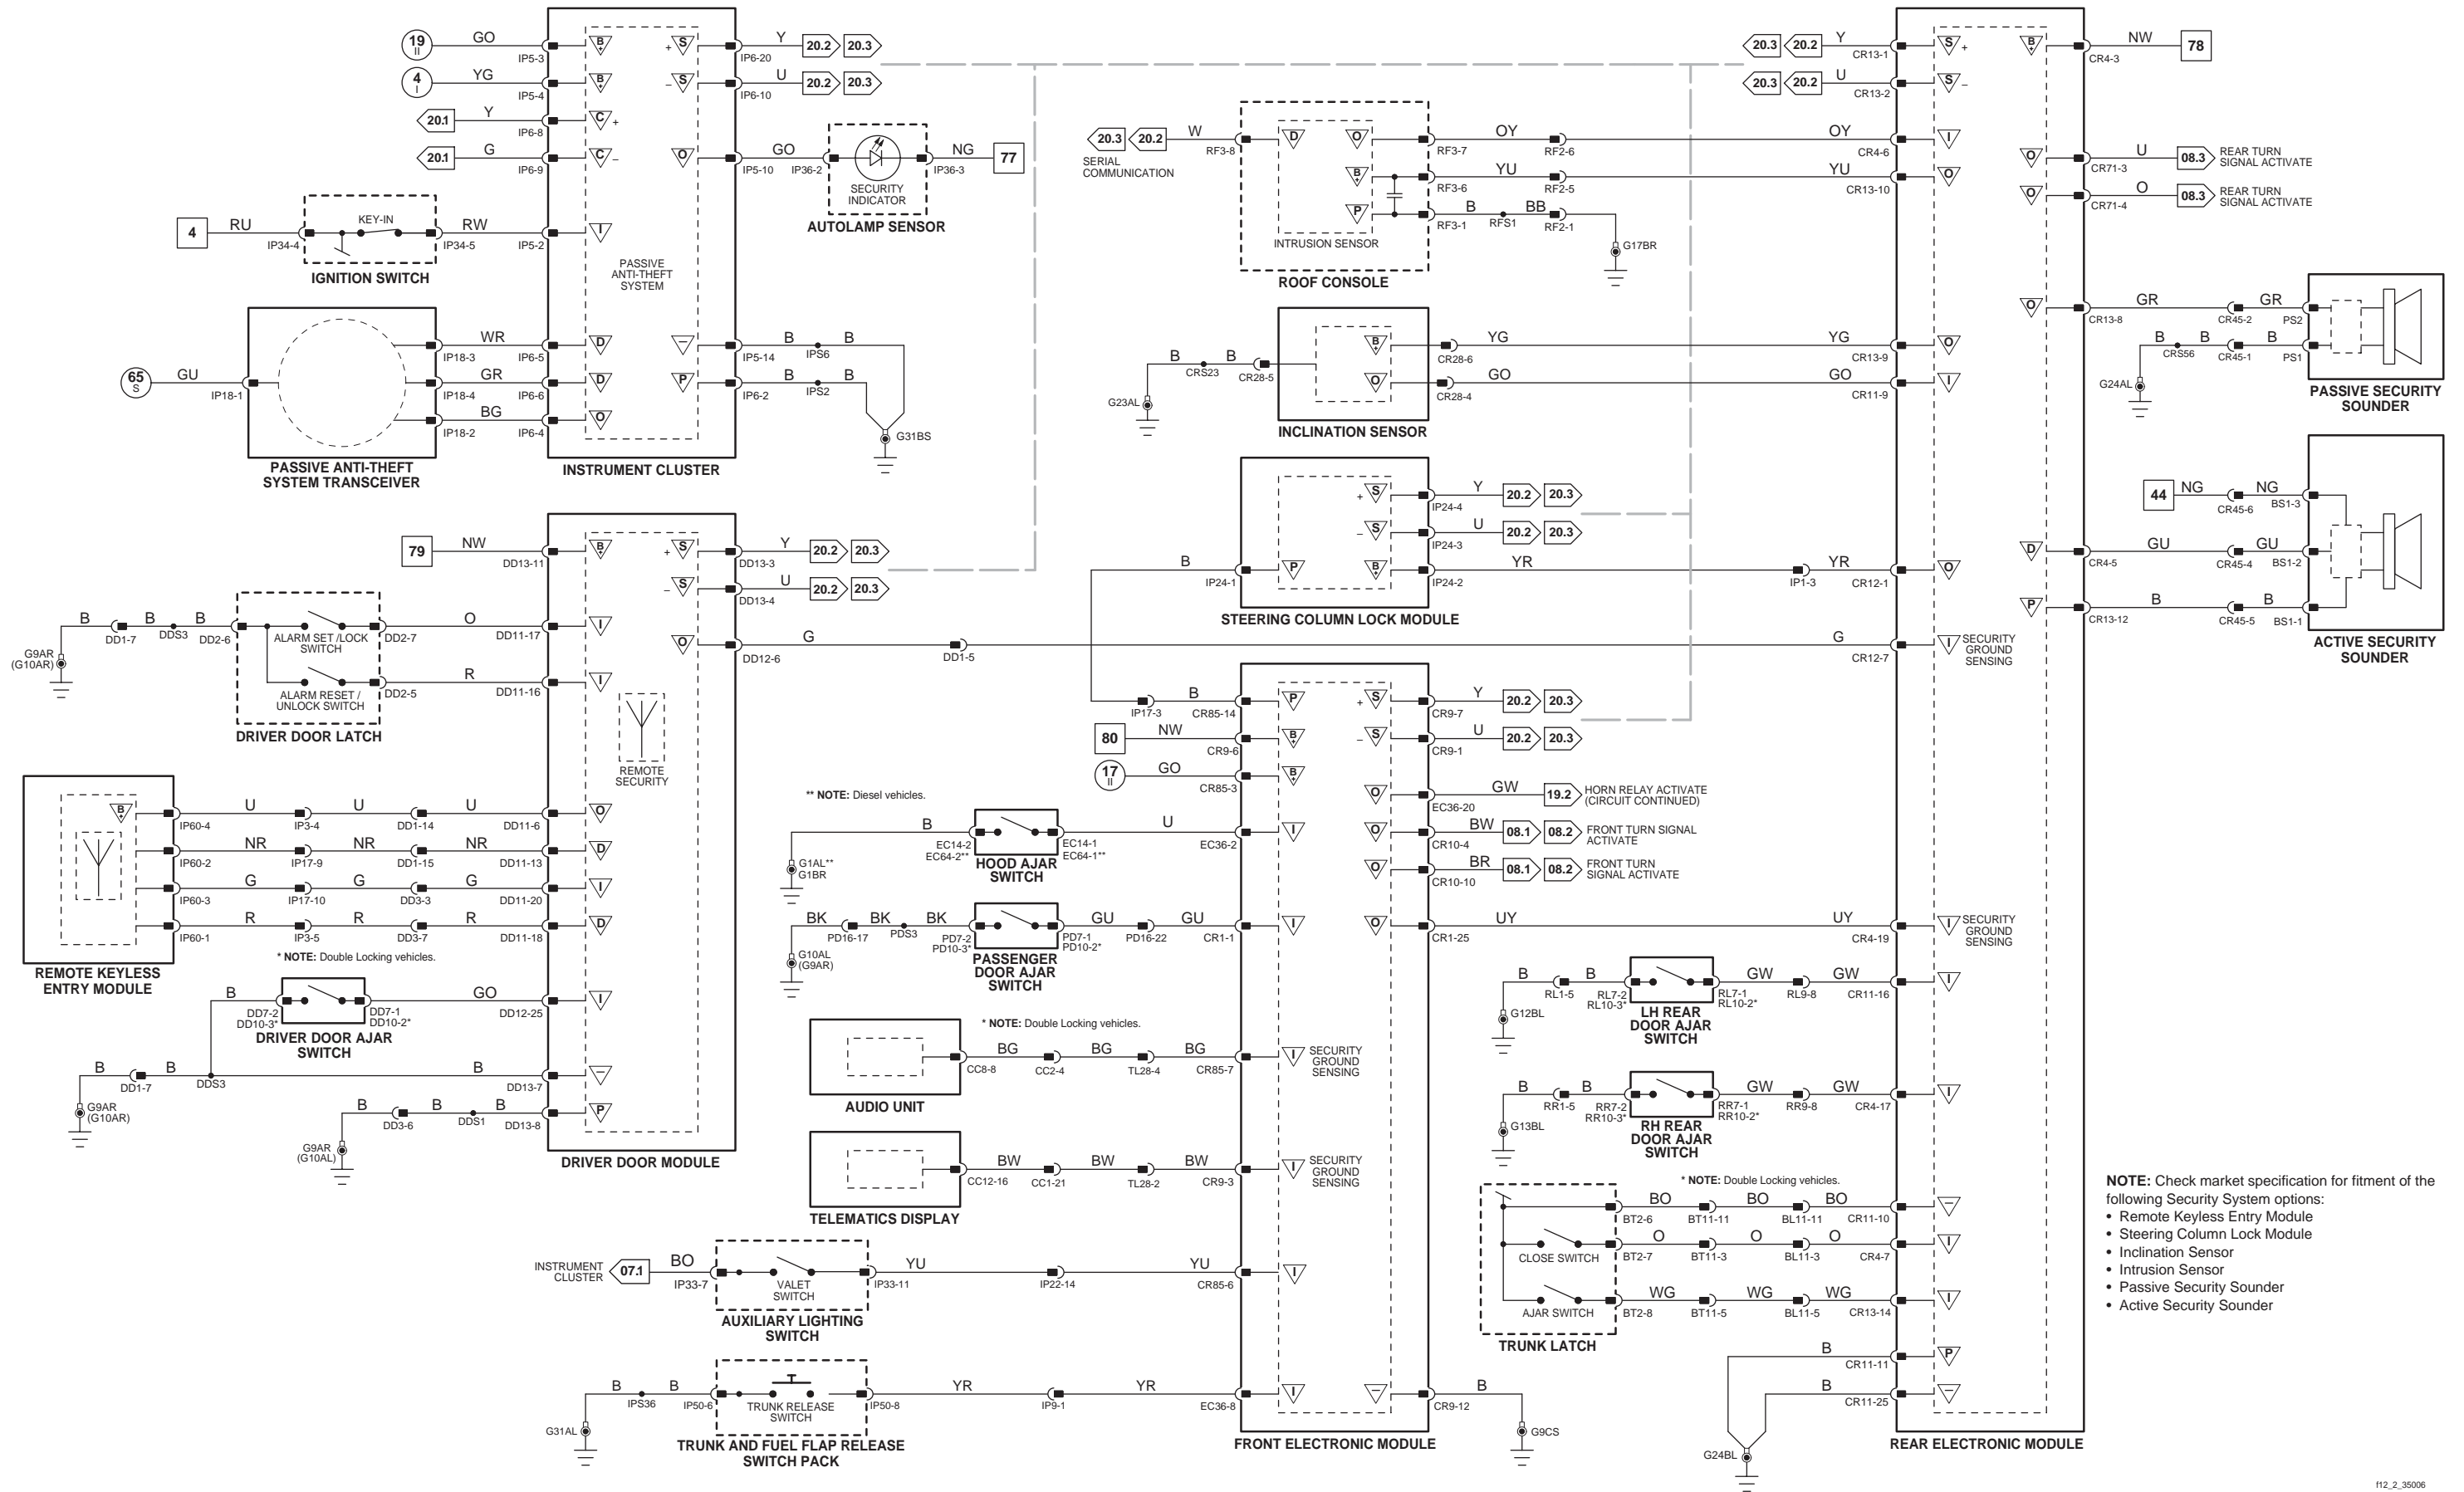 19
II
GO
IP5-3
B+
4
I
YG
IP5-4
B+
20.1
Y
IP6-8
C +
20.1
G
IP6-9
C –
4
RU
IP34-4
KEY-IN
IP34-5
RW
IP5-2
I
IGNITION SWITCH
PASSIVE
ANTI-THEFT
SYSTEM
65
S
GU
IP18-1
IP18-3
WR
IP6-5
D
IP18-4
GR
IP6-6
D
IP18-2
BG
IP6-4
O
PASSIVE ANTI-THEFT
SYSTEM TRANSCEIVER
+ S
IP6-20
Y
20.2
20.3
– S
IP6-10
U
20.2
20.3
O
IP5-10
GO
IP36-2
SECURITY
INDICATOR
IP36-3
NG
77
AUTOLAMP SENSOR
–
IP5-14
B
IPS6
B
P
IP6-2
B
IPS2
B
G31BS
INSTRUMENT CLUSTER
79
NW
DD13-11
B+
+ S
DD13-3
Y
20.2
20.3
– S
DD13-4
U
20.2
20.3
G9AR
(G10AR)
B
DD1-7
B
DDS3
B
DD2-6
ALARM SET /LOCK
SWITCH
DD2-7
O
DD11-17
I
ALARM RESET /
UNLOCK SWITCH
DD2-5
R
DD11-16
I
DRIVER DOOR LATCH
O
DD12-6
G
DD1-5
G
CR12-7
I
SECURITY
GROUND
SENSING
REMOTE
SECURITY
B+
IP60-4
U
IP3-4
U
DD1-14
U
DD11-6
O
IP60-2
NR
IP17-9
NR
DD1-15
NR
DD11-13
D
IP60-3
G
IP17-10
G
DD3-3
G
DD11-20
I
IP60-1
R
IP3-5
R
DD3-7
R
DD11-18
D
REMOTE KEYLESS
ENTRY MODULE
* NOTE: Double Locking vehicles.
B
DD7-2
DD10-3*
DD7-1
DD10-2*
GO
DD12-25
I
DRIVER DOOR AJAR
SWITCH
G9AR
(G10AR)
B
DD1-7
B
DDS3
B
DD13-7
–
G9AR
(G10AL)
B
DD3-6
B
DDS1
B
DD13-8
P
DRIVER DOOR MODULE
20.3
20.2
W
RF3-8
SERIAL
COMMUNICATION
D
O
RF3-7
OY
RF2-6
OY
CR4-6
I
B+
RF3-6
YU
RF2-5
YU
CR13-10
O
P
RF3-1
B
RFS1
BB
RF2-1
G17BR
INTRUSION SENSOR
ROOF CONSOLE
G23AL
B
CRS23
B
CR28-5
B+
CR28-6
YG
YG
CR13-9
O
O
CR28-4
GO
GO
CR11-9
I
INCLINATION SENSOR
+ S
IP24-4
Y
20.2
20.3
– S
IP24-3
U
20.2
20.3
B
IP24-1
P
B+
IP24-2
YR
IP1-3
YR
CR12-1
O
STEERING COLUMN LOCK MODULE
IP17-3
B
CR85-14
P
+ S
CR9-7
Y
20.2
20.3
80
NW
CR9-6
B+
– S
CR9-1
U
20.2
20.3
17
II
GO
CR85-3
B+
O
EC36-20
GW
19.2
HORN RELAY ACTIVATE
(CIRCUIT CONTINUED)
** NOTE: Diesel vehicles.
G1AL**
G1BR
B
EC14-2
EC64-2**
EC14-1
EC64-1**
U
EC36-2
I
HOOD AJAR
SWITCH
O
CR10-4
BW
08.1
08.2
FRONT TURN SIGNAL
ACTIVATE
O
CR10-10
BR
08.1
08.2
FRONT TURN
SIGNAL ACTIVATE
G10AL
(G9AR)
BK
PD16-17
BK
PDS3
BK
PD7-2
PD10-3*
PD7-1
PD10-2*
GU
PD16-22
GU
CR1-1
I
PASSENGER
DOOR AJAR
SWITCH
O
CR1-25
UY
UY
CR4-19
I
SECURITY
GROUND
SENSING
* NOTE: Double Locking vehicles.
CC8-8
BG
CC2-4
BG
TL28-4
BG
CR85-7
I
SECURITY
GROUND
SENSING
AUDIO UNIT
CC12-16
BW
CC1-21
BW
TL28-2
BW
CR9-3
I
SECURITY
GROUND
SENSING
TELEMATICS DISPLAY
INSTRUMENT
CLUSTER
07.1
BO
IP33-7
VALET
SWITCH
IP33-11
YU
IP22-14
YU
CR85-6
I
AUXILIARY LIGHTING
SWITCH
G31AL
B
IPS36
B
IP50-6
TRUNK RELEASE
SWITCH
IP50-8
YR
IP9-1
YR
EC36-8
I
TRUNK AND FUEL FLAP RELEASE
SWITCH PACK
–
CR9-12
B
G9CS
FRONT ELECTRONIC MODULE
20.3
20.2
Y
CR13-1
S +
20.3
20.2
U
CR13-2
S –
B+
CR4-3
NW
78
O
CR71-3
U
08.3
REAR TURN
SIGNAL ACTIVATE
O
CR71-4
O
08.3
REAR TURN
SIGNAL ACTIVATE
O
CR13-8
GR
CR45-2
GR
PS2
G24AL
B
CRS56
B
CR45-1
B
PS1
PASSIVE SECURITY
SOUNDER
44
NG
CR45-6
NG
BS1-3
D
CR4-5
GU
CR45-4
GU
BS1-2
P
CR13-12
B
CR45-5
B
BS1-1
ACTIVE SECURITY
SOUNDER
G12BL
B
RL1-5
B
RL7-2
RL10-3*
RL7-1
RL10-2*
GW
RL9-8
GW
CR11-16
I
LH REAR
DOOR AJAR
SWITCH
G13BL
B
RR1-5
B
RR7-2
RR10-3*
RR7-1
RR10-2*
GW
RR9-8
GW
CR4-17
I
RH REAR
DOOR AJAR
SWITCH
* NOTE: Double Locking vehicles.
BT2-6
BO
BT11-11
BO
BL11-11
BO
CR11-10
–
CLOSE SWITCH
BT2-7
O
BT11-3
O
BL11-3
O
CR4-7
I
AJAR SWITCH
BT2-8
WG
BT11-5
WG
BL11-5
WG
CR13-14
I
TRUNK LATCH
B
CR11-11
P
B
CR11-25
–
G24BL
REAR ELECTRONIC MODULE
NOTE: Check market specification for fitment of the
following Security System options:
• Remote Keyless Entry Module
• Steering Column Lock Module
• Inclination Sensor
• Intrusion Sensor
• Passive Security Sounder
• Active Security Sounder
f12_2_35006